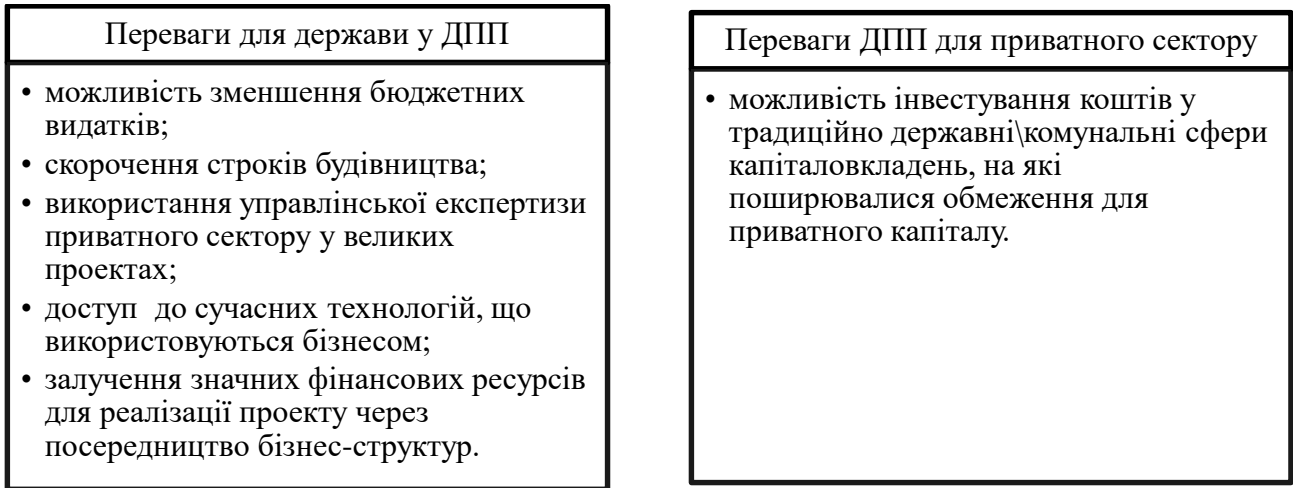 Переваги для держави у ДПП
• можливість зменшення бюджетних
видатків;
• скорочення строків будівництва;
• використання управлінської експертизи
приватного сектору у великих
проектах;
• доступ до сучасних технологій, що
використовуються бізнесом;
• залучення значних фінансових ресурсів
для реалізації проекту через
посередництво бізнес-структур.
Переваги ДПП для приватного сектору
• можливість інвестування коштів у
традиційно державні\комунальні сфери
капіталовкладень, на які
поширювалися обмеження для
приватного капіталу.